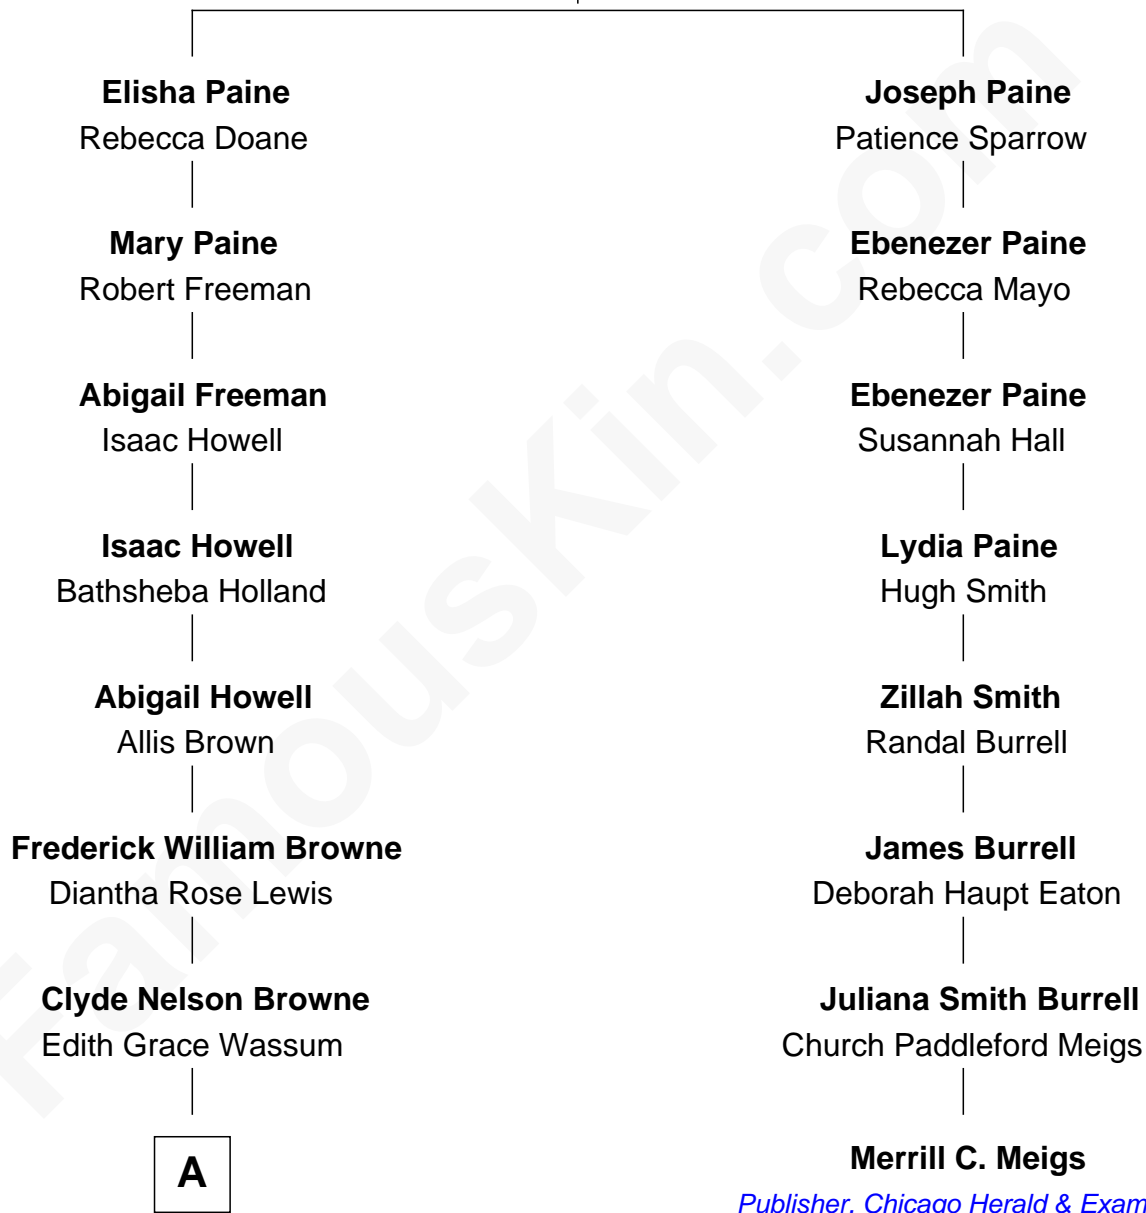 Elisha Paine
Rebecca Doane
Joseph Paine
Patience Sparrow
Mary Paine
Robert Freeman
Ebenezer Paine
Rebecca Mayo
Abigail Freeman
Isaac Howell
Ebenezer Paine
Susannah Hall
Isaac Howell
Bathsheba Holland
Lydia Paine
Hugh Smith
Abigail Howell
Allis Brown
Zillah Smith
Randal Burrell
Frederick William Browne
Diantha Rose Lewis
James Burrell
Deborah Haupt Eaton
Clyde Nelson Browne
Edith Grace Wassum
Juliana Smith Burrell
Church Paddleford Meigs
A
Merrill C. Meigs
Publisher, Chicago Herald & Exam
FamousKin.com